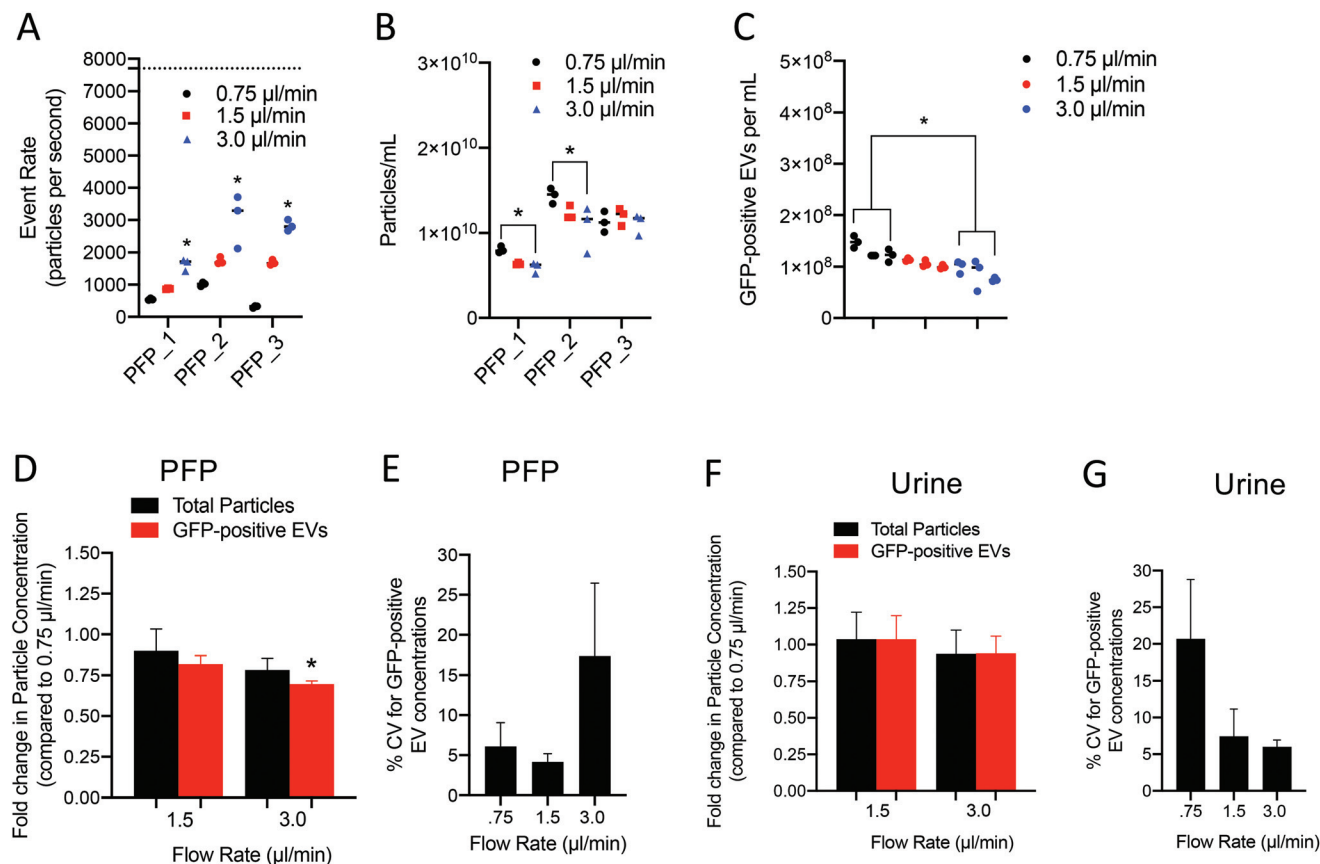 A
Event Rate
(particles per second)
8000
7000
6000
5000
4000
3000
2000
1000
0
0.75 µl/min
1.5 µl/min
3.0 µl/min
*
*
*
PFP_1
PFP_2
PFP_3
B
Particles/mL
3×10¹⁰
2×10¹⁰
1×10¹⁰
0
0.75 µl/min
1.5 µl/min
3.0 µl/min
*
*
PFP_1
PFP_2
PFP_3
C
GFP-positive EVs per mL
5×10⁸
4×10⁸
3×10⁸
2×10⁸
1×10⁸
0
0.75 µl/min
1.5 µl/min
3.0 µl/min
*
D
PFP
Total Particles
GFP-positive EVs
Fold change in Particle Concentration
(compared to 0.75 µl/min)
1.50
1.25
1.00
0.75
0.50
0.25
0.00
*
1.5
3.0
Flow Rate (µl/min)
E
PFP
% CV for GFP-positive
EV concentrations
35
30
25
20
15
10
5
0
.75
1.5
3.0
Flow Rate (µl/min)
F
Urine
Total Particles
GFP-positive EVs
Fold change in Particle Concentration
(compared to 0.75 µl/min)
1.50
1.25
1.00
0.75
0.50
0.25
0.00
1.5
3.0
Flow Rate (µl/min)
G
Urine
% CV for GFP-positive
EV concentrations
30
25
20
15
10
5
0
.75
1.5
3.0
Flow Rate (µl/min)